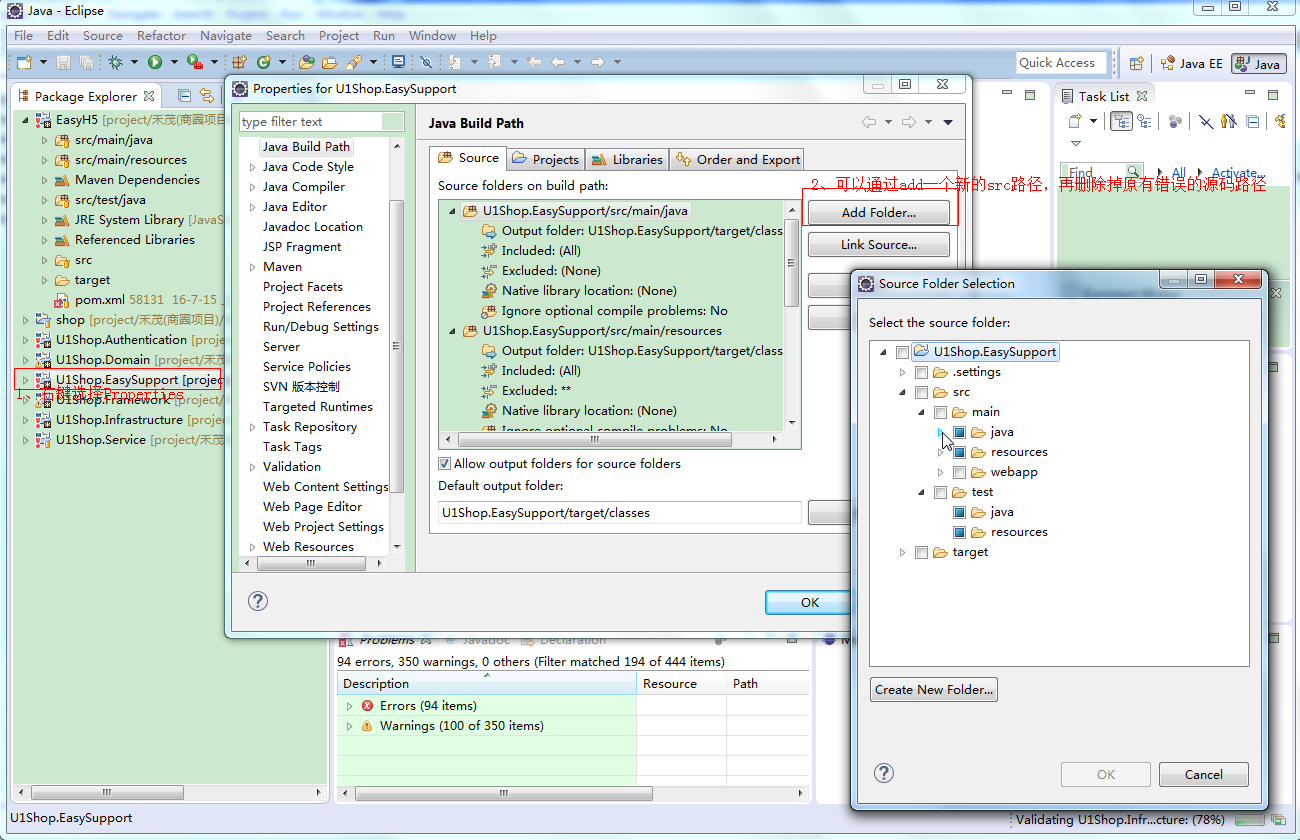 Java - Eclipse
File Edit Source Refactor Navigate Search Project Run Window Help
Quick Access
Java EE
Java
Package Explorer
EasyH5 [project/禾茂(商圆项目)
src/main/java
src/main/resources
Maven Dependencies
src/test/java
JRE System Library [JavaS
Referenced Libraries
src
target
pom.xml 58131 16-7-15
shop [project/禾茂(商圆项目)/
U1Shop.Authentication [project/
U1Shop.Domain [project/禾茂
U1Shop.EasySupport [projec
1、右键选择Properties
U1Shop.Framework [project/
U1Shop.Infrastructure [project/
U1Shop.Service [project/禾茂
Properties for U1Shop.EasySupport
type filter text
Java Build Path
Java Code Style
Java Compiler
Java Editor
Javadoc Location
JSP Fragment
Maven
Project Facets
Project References
Run/Debug Settings
Server
Service Policies
SVN 版本控制
Targeted Runtimes
Task Repository
Task Tags
Validation
Web Content Settings
Web Page Editor
Web Project Settings
Web Resources
Java Build Path
Source Projects Libraries Order and Export
Source folders on build path:
U1Shop.EasySupport/src/main/java
Output folder: U1Shop.EasySupport/target/class
Included: (All)
Excluded: (None)
Native library location: (None)
Ignore optional compile problems: No
U1Shop.EasySupport/src/main/resources
Output folder: U1Shop.EasySupport/target/class
Included: (All)
Excluded: **
Native library location: (None)
Ignore optional compile problems: No
Allow output folders for source folders
Default output folder:
U1Shop.EasySupport/target/classes
2、可以通过add一个新的src路径，再删除掉原有错误的源码路径
Add Folder...
Link Source...
OK
Task List
Find
All
Activate...
Source Folder Selection
Select the source folder:
U1Shop.EasySupport
.settings
src
main
java
resources
webapp
test
java
resources
target
Create New Folder...
OK
Cancel
Problems
Javadoc
Declaration
94 errors, 350 warnings, 0 others (Filter matched 194 of 444 items)
Description Resource Path
Errors (94 items)
Warnings (100 of 350 items)
U1Shop.EasySupport
Validating U1Shop.Infr...cture: (78%)